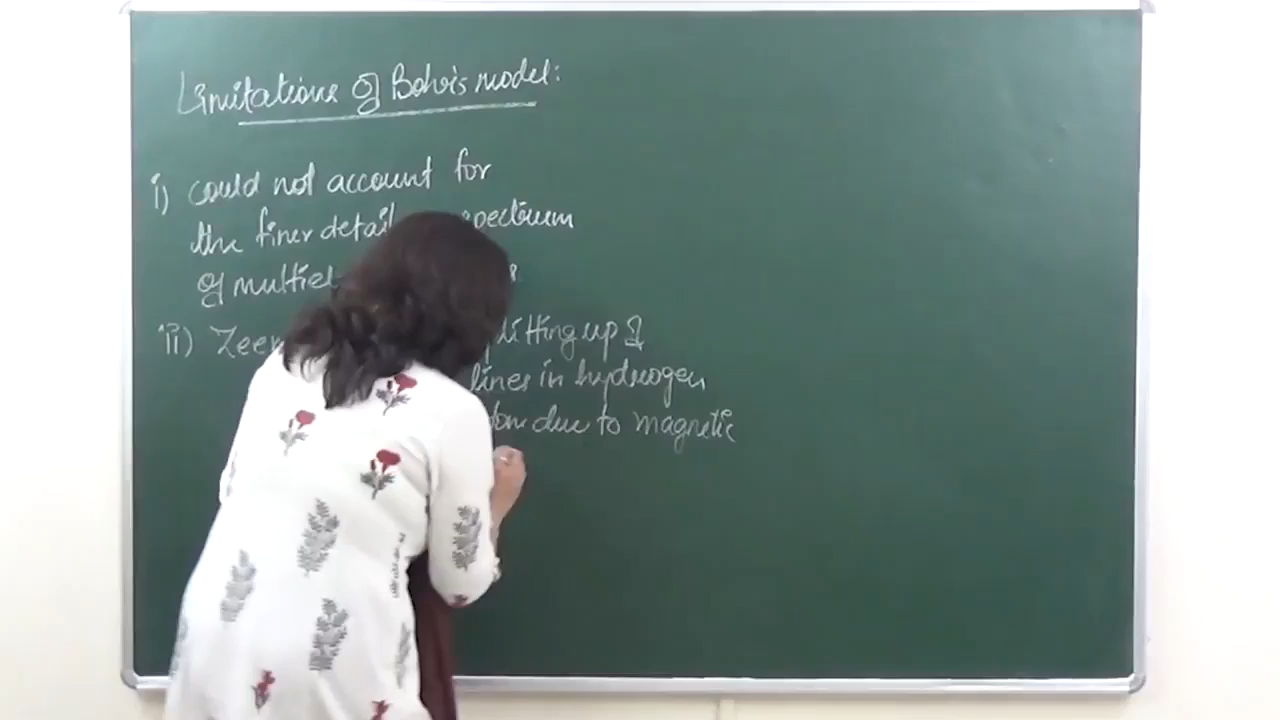 Limitations of Bohr's model:
i) could not account for
the finer detail spectrum
of multiel
ii) Zeem splitting up of
lines in hydrogen
due to magnetic